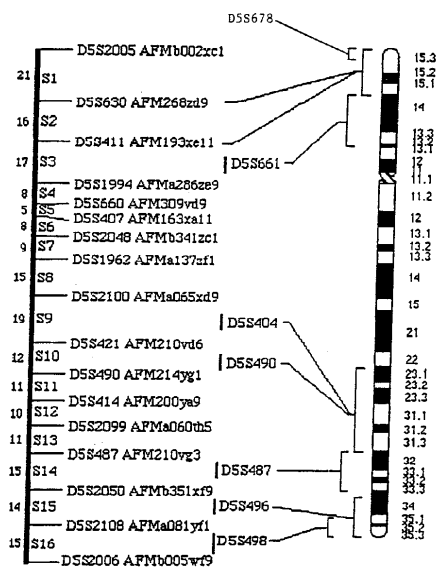 D5S678
D5S2005 AFMb002xc1
21 S1
D5S630 AFM268zd9
16 S2
D5S411 AFM193xe11
17 S3
D5S661
D5S1994 AFMa286ze9
8 S4
D5S660 AFM309vd9
5 S5
D5S407 AFM163xa11
8 S6
D5S2048 AFMb341zc1
9 S7
D5S1962 AFMa137zf1
15 S8
D5S2100 AFMa065xd9
19 S9
D5S404
D5S421 AFM210vd6
12 S10
D5S490
D5S490 AFM214yg1
11 S11
D5S414 AFM200ya9
10 S12
D5S2099 AFMa060th5
11 S13
D5S487 AFM210vg3
15 S14
D5S487
D5S2050 AFMb351xf9
14 S15
D5S496
D5S2108 AFMa081yf1
15 S16
D5S498
D5S2006 AFMb005wf9
15.3
15.2
15.1
14
13.3
13.2
13.1
12
11
11.1
11.2
12
13.1
13.2
13.3
14
15
21
22
23.1
23.2
23.3
31.1
31.2
31.3
32
33.1
33.2
33.3
34
35.1
35.2
35.3